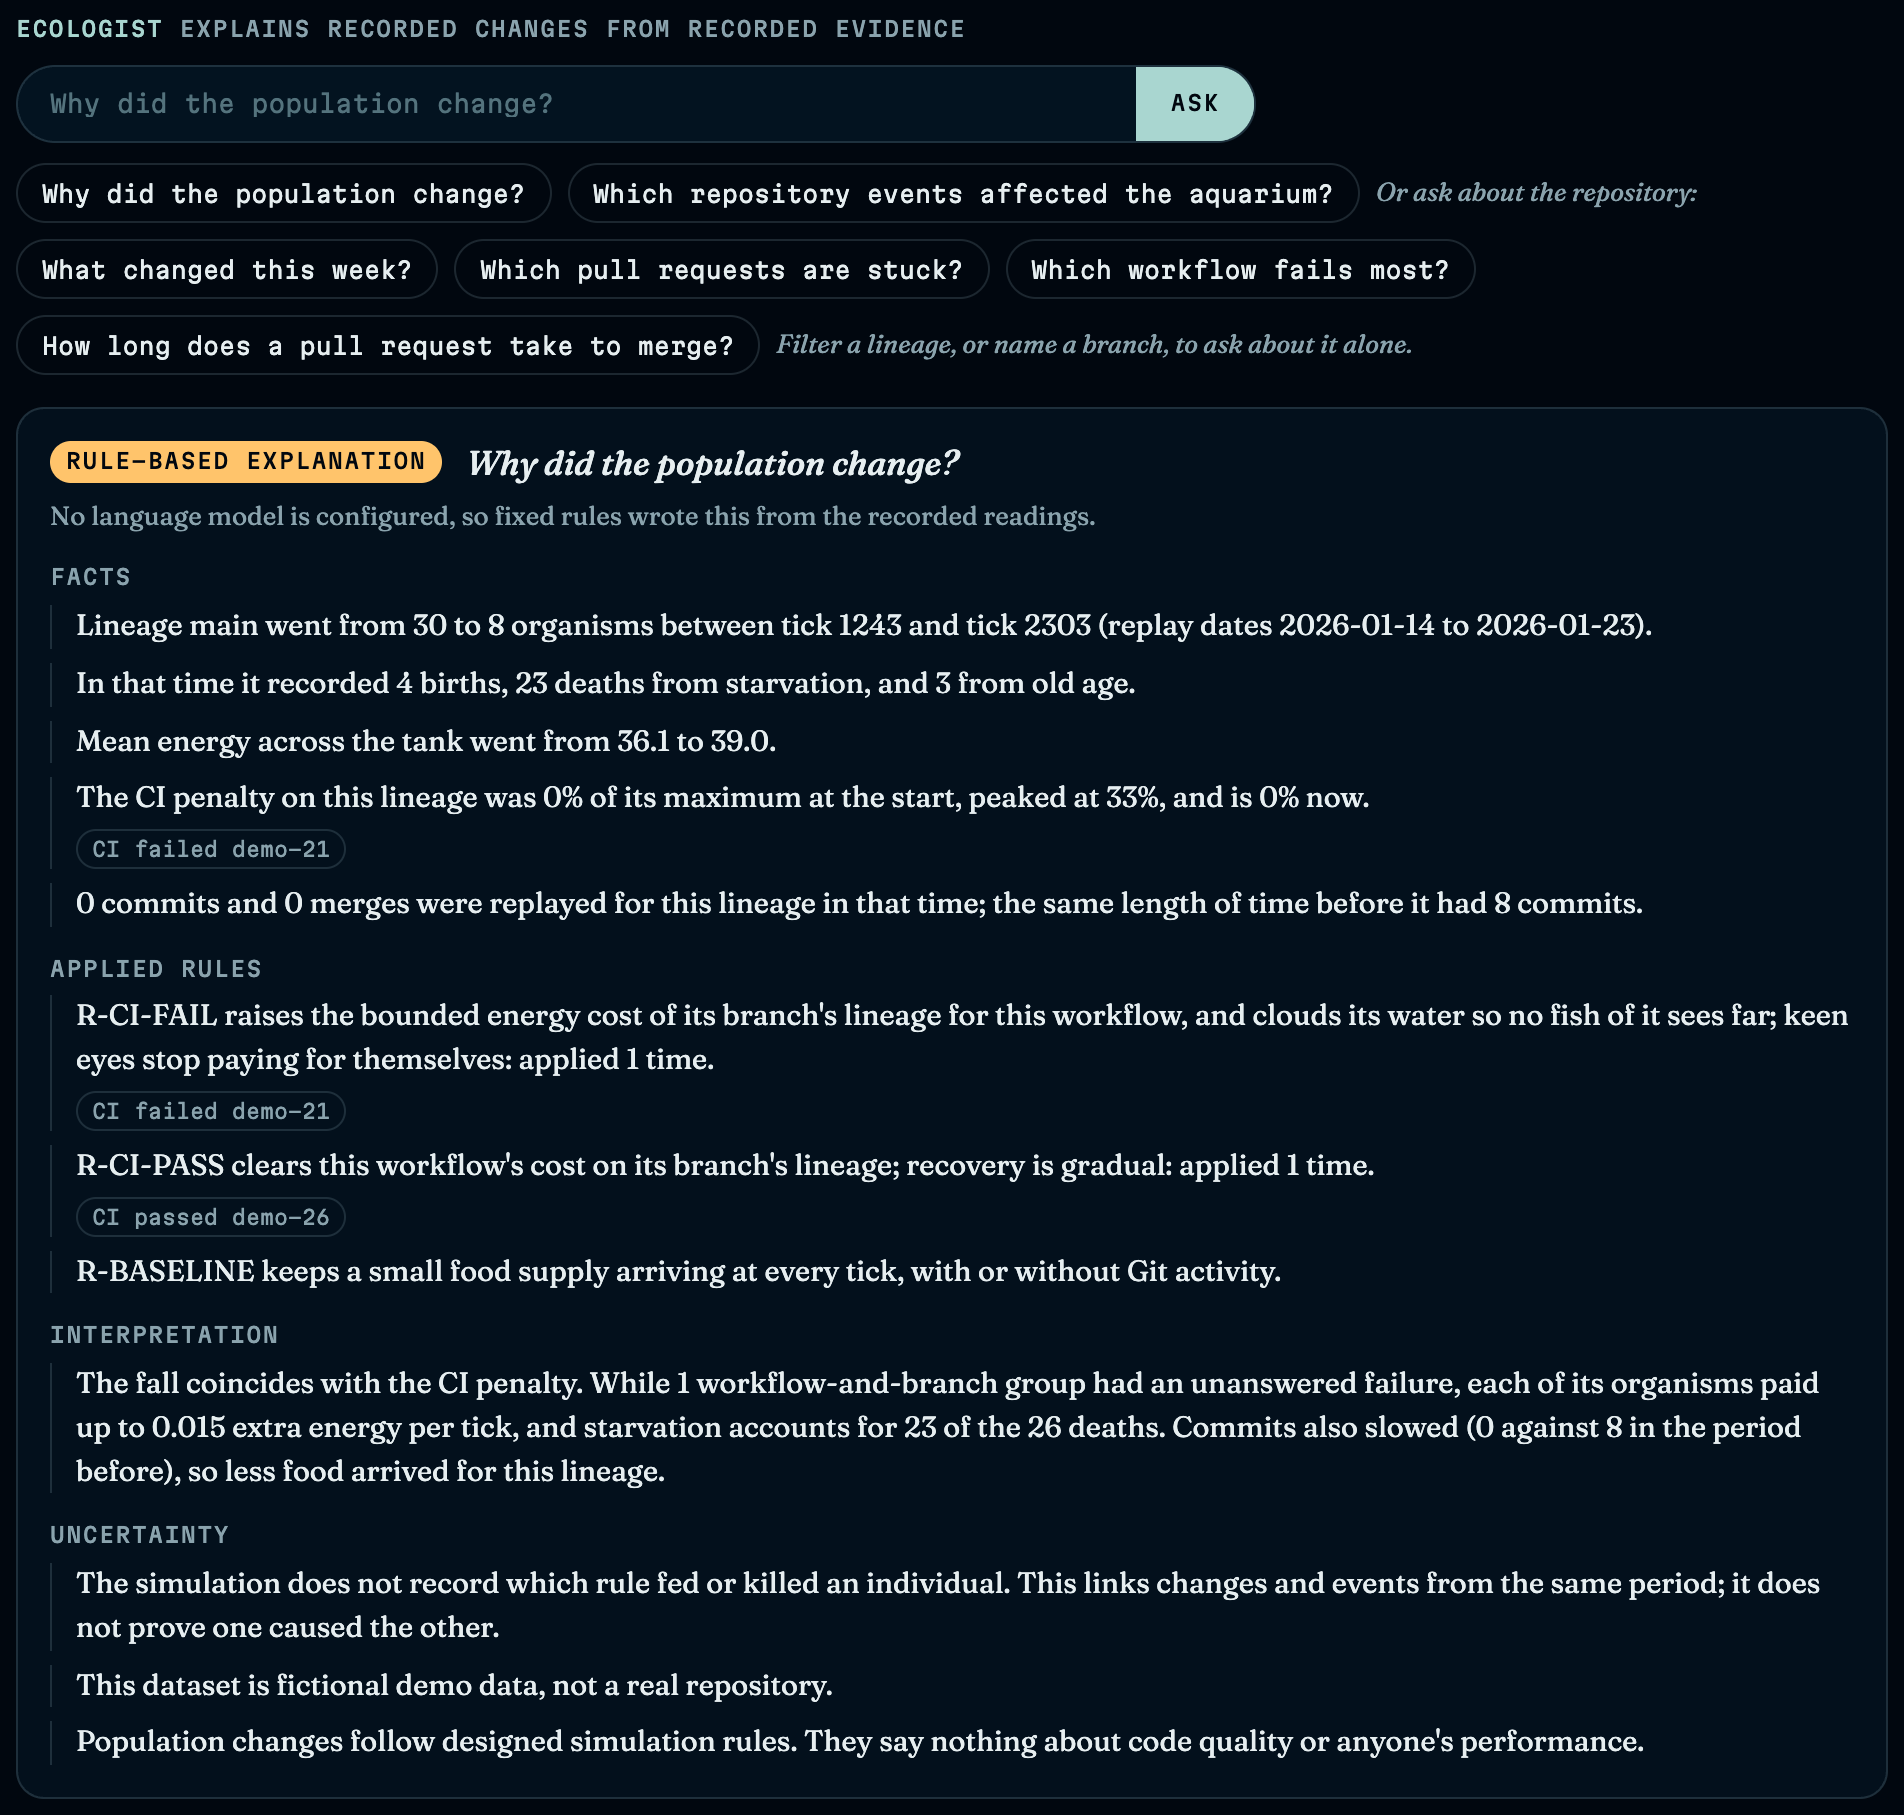 ECOLOGIST EXPLAINS RECORDED CHANGES FROM RECORDED EVIDENCE
Why did the population change?
ASK
Why did the population change?
Which repository events affected the aquarium?
Or ask about the repository:
What changed this week?
Which pull requests are stuck?
Which workflow fails most?
How long does a pull request take to merge?
Filter a lineage, or name a branch, to ask about it alone.
RULE-BASED EXPLANATION
Why did the population change?
No language model is configured, so fixed rules wrote this from the recorded readings.
FACTS
Lineage main went from 30 to 8 organisms between tick 1243 and tick 2303 (replay dates 2026-01-14 to 2026-01-23).
In that time it recorded 4 births, 23 deaths from starvation, and 3 from old age.
Mean energy across the tank went from 36.1 to 39.0.
The CI penalty on this lineage was 0% of its maximum at the start, peaked at 33%, and is 0% now.
CI failed demo-21
0 commits and 0 merges were replayed for this lineage in that time; the same length of time before it had 8 commits.
APPLIED RULES
R-CI-FAIL raises the bounded energy cost of its branch's lineage for this workflow, and clouds its water so no fish of it sees far; keen
eyes stop paying for themselves: applied 1 time.
CI failed demo-21
R-CI-PASS clears this workflow's cost on its branch's lineage; recovery is gradual: applied 1 time.
CI passed demo-26
R-BASELINE keeps a small food supply arriving at every tick, with or without Git activity.
INTERPRETATION
The fall coincides with the CI penalty. While 1 workflow-and-branch group had an unanswered failure, each of its organisms paid
up to 0.015 extra energy per tick, and starvation accounts for 23 of the 26 deaths. Commits also slowed (0 against 8 in the period
before), so less food arrived for this lineage.
UNCERTAINTY
The simulation does not record which rule fed or killed an individual. This links changes and events from the same period; it does
not prove one caused the other.
This dataset is fictional demo data, not a real repository.
Population changes follow designed simulation rules. They say nothing about code quality or anyone's performance.